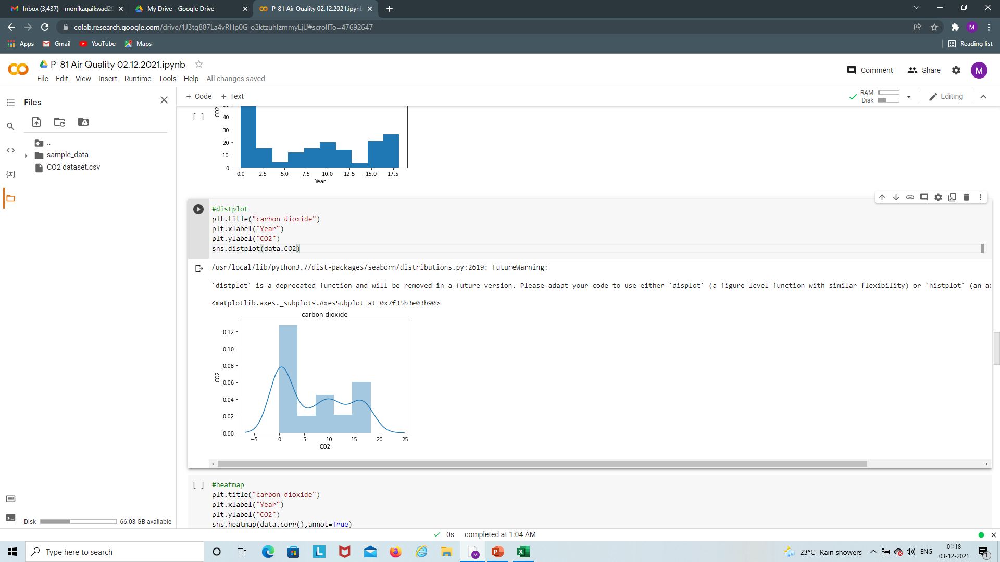 Inbox (3,437) - monikagaikwad29
My Drive - Google Drive
P-81 Air Quality 02.12.2021.ipynb
colab.research.google.com/drive/1J3tg887La4vRHp0G-o2ktzuhIzmmyLjU#scrollTo=47692647
M
Apps
Gmail
YouTube
Maps
Reading list
P-81 Air Quality 02.12.2021.ipynb
File Edit View Insert Runtime Tools Help All changes saved
Comment
Share
M
Files
+ Code + Text
RAM
Disk
Editing
..
sample_data
CO2 dataset.csv
{x}
[ ]
CO2
40
30
20
10
0
0.0 2.5 5.0 7.5 10.0 12.5 15.0 17.5
Year
#distplot
plt.title("carbon dioxide")
plt.xlabel("Year")
plt.ylabel("CO2")
sns.distplot(data.CO2)
/usr/local/lib/python3.7/dist-packages/seaborn/distributions.py:2619: FutureWarning:
`distplot` is a deprecated function and will be removed in a future version. Please adapt your code to use either `displot` (a figure-level function with similar flexibility) or `histplot` (an ax
<matplotlib.axes._subplots.AxesSubplot at 0x7f35b3e03b90>
carbon dioxide
0.12
0.10
0.08
0.06
0.04
0.02
0.00
CO2
−5 0 5 10 15 20 25
CO2
[ ]
#heatmap
plt.title("carbon dioxide")
plt.xlabel("Year")
plt.ylabel("CO2")
sns.heatmap(data.corr(),annot=True)
Disk
66.03 GB available
0s completed at 1:04 AM
Type here to search
23°C Rain showers
ENG
01:18
03-12-2021
1